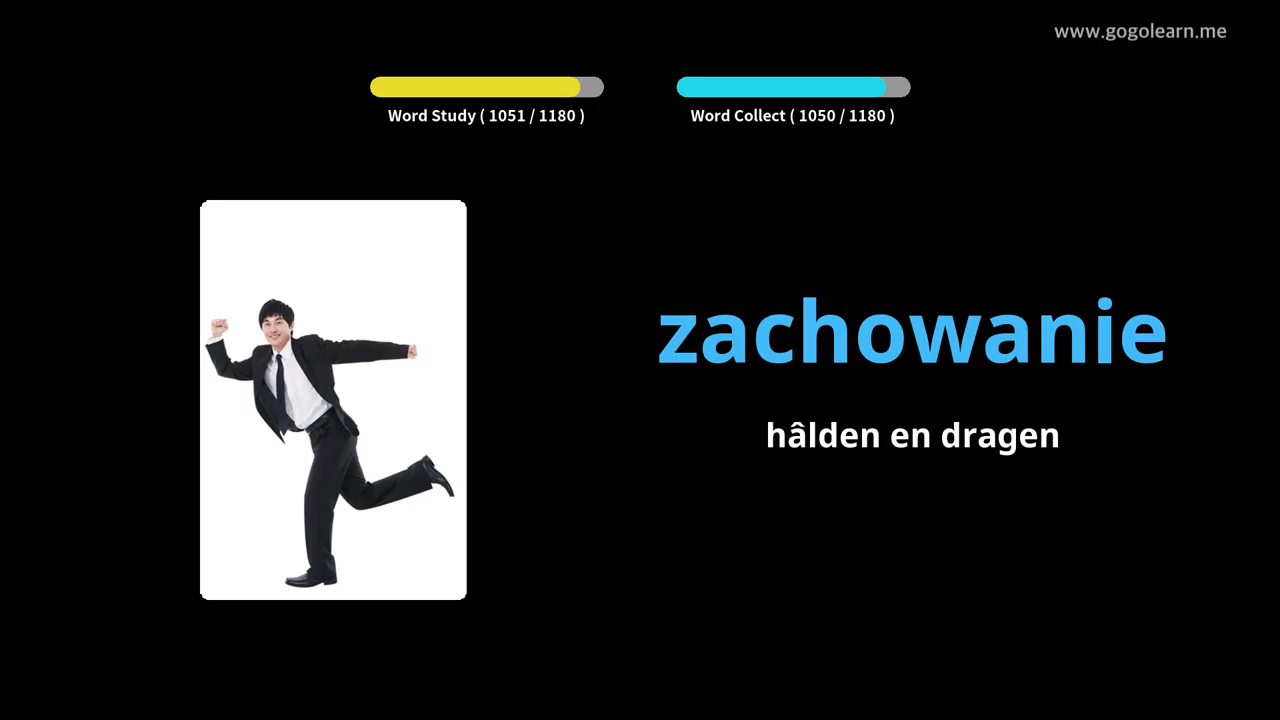 www.gogolearn.me
Word Study ( 1051 / 1180 )
Word Collect ( 1050 / 1180 )
zachowanie
hâlden en dragen